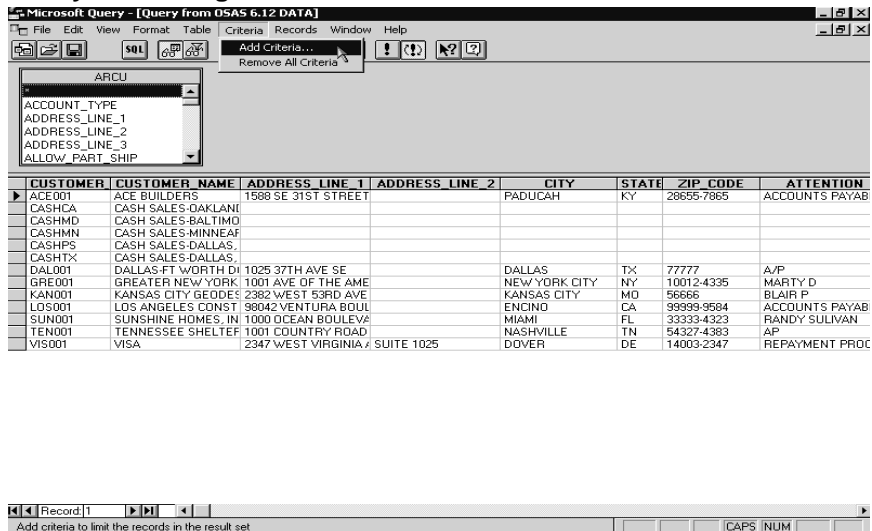 Microsoft Query - [Query from OSAS 6.12 DATA]
File Edit View Format Table Criteria Records Window Help
SQL
Add Criteria...
Remove All Criteria
ARCU
*
ACCOUNT_TYPE
ADDRESS_LINE_1
ADDRESS_LINE_2
ADDRESS_LINE_3
ALLOW_PART_SHIP
CUSTOMER_ CUSTOMER_NAME ADDRESS_LINE_1 ADDRESS_LINE_2 CITY STATE ZIP_CODE ATTENTION
ACE001 ACE BUILDERS 1588 SE 31ST STREET PADUCAH KY 28655-7865 ACCOUNTS PAYAB
CASHCA CASH SALES-OAKLAND
CASHMD CASH SALES-BALTIMO
CASHMN CASH SALES-MINNEAP
CASHPS CASH SALES-DALLAS,
CASHTX CASH SALES-DALLAS,
DAL001 DALLAS-FT WORTH DI 1025 37TH AVE SE DALLAS TX 77777 A/P
GRE001 GREATER NEW YORK 1001 AVE OF THE AME NEW YORK CITY NY 10012-4335 MARTY D
KAN001 KANSAS CITY GEODES 2382 WEST 53RD AVE KANSAS CITY MO 56666 BLAIR P
LOS001 LOS ANGELES CONST 98042 VENTURA BOUL ENCINO CA 99999-9584 ACCOUNTS PAYAB
SUN001 SUNSHINE HOMES, IN 1000 OCEAN BOULEVA MIAMI FL 33333-4323 RANDY SULIVAN
TEN001 TENNESSEE SHELTER 1001 COUNTRY ROAD NASHVILLE TN 54327-4383 AP
VIS001 VISA 2347 WEST VIRGINIA A SUITE 1025 DOVER DE 14003-2347 REPAYMENT PROC
Record: 1
Add criteria to limit the records in the result set CAPS NUM